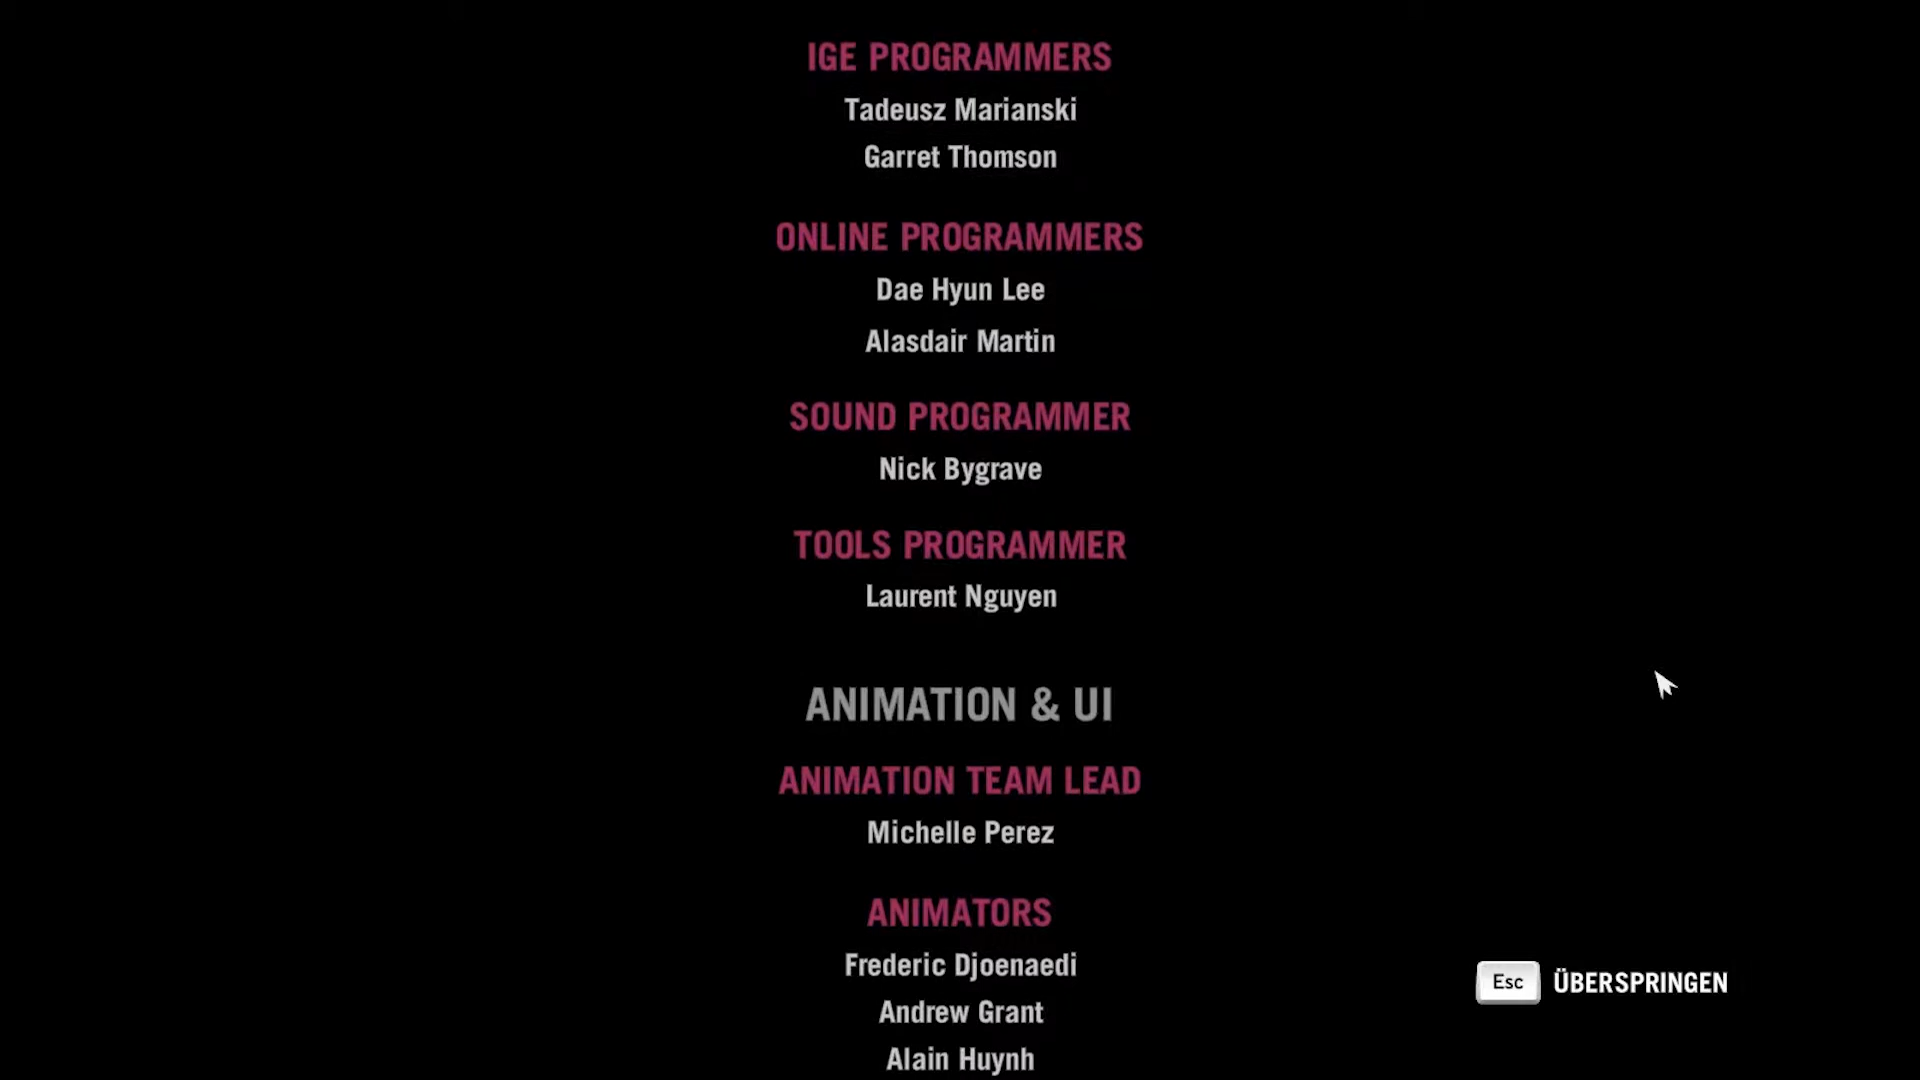 IGE PROGRAMMERS
Tadeusz Marianski
Garret Thomson
ONLINE PROGRAMMERS
Dae Hyun Lee
Alasdair Martin
SOUND PROGRAMMER
Nick Bygrave
TOOLS PROGRAMMER
Laurent Nguyen
ANIMATION & UI
ANIMATION TEAM LEAD
Michelle Perez
ANIMATORS
Frederic Djoenaedi
Andrew Grant
Alain Huynh
Esc ÜBERSPRINGEN